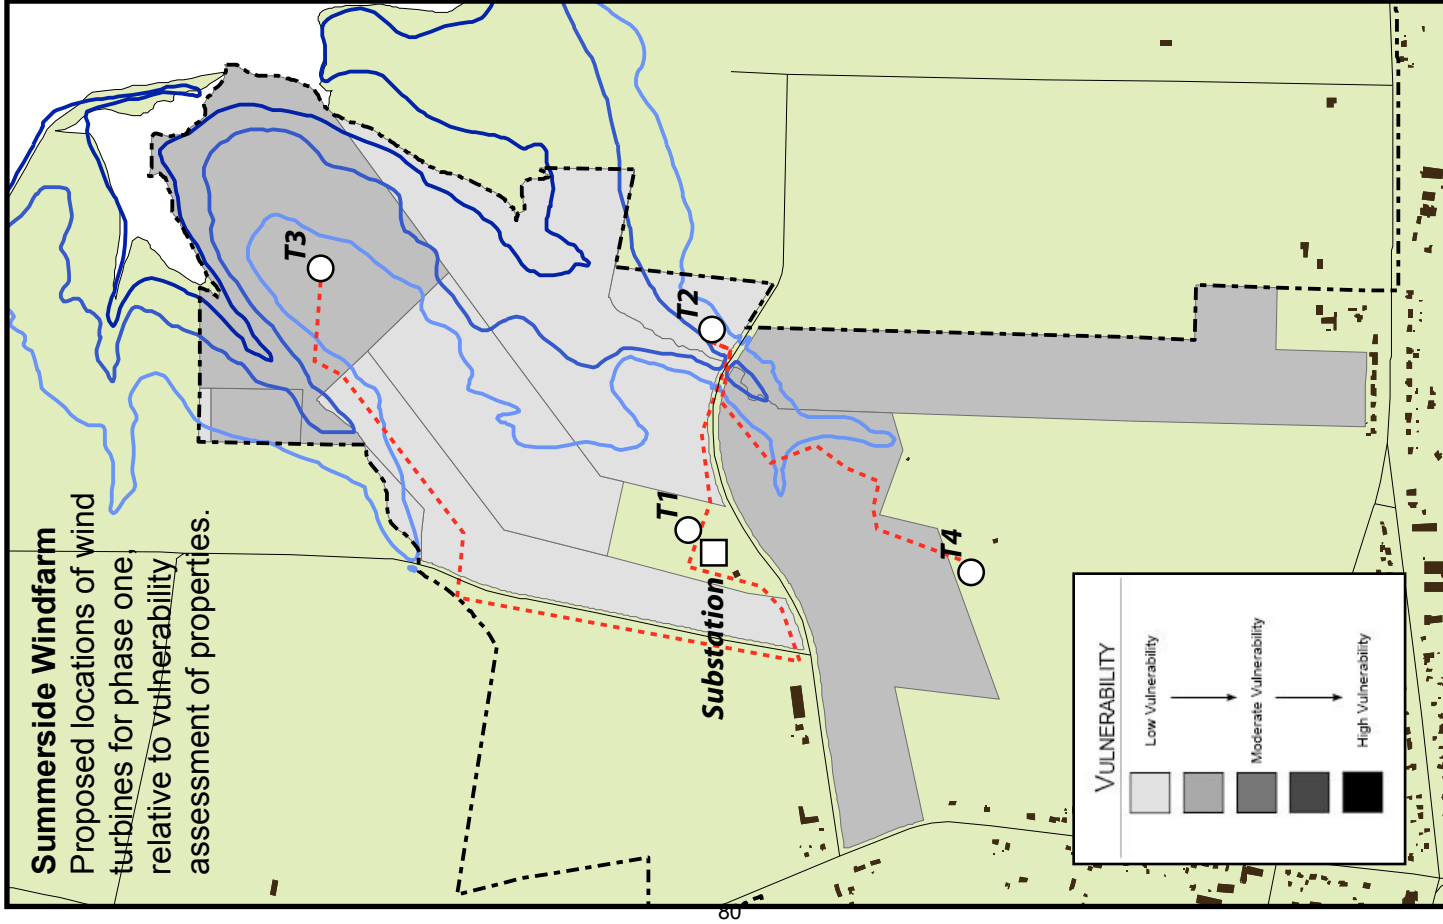 Summerside Windfarm
Proposed locations of wind
turbines for phase one,
relative to vulnerability
assessment of properties.
T3
T2
T1
Substation
T4
VULNERABILITY
Low Vulnerability
Moderate Vulnerability
High Vulnerability
80